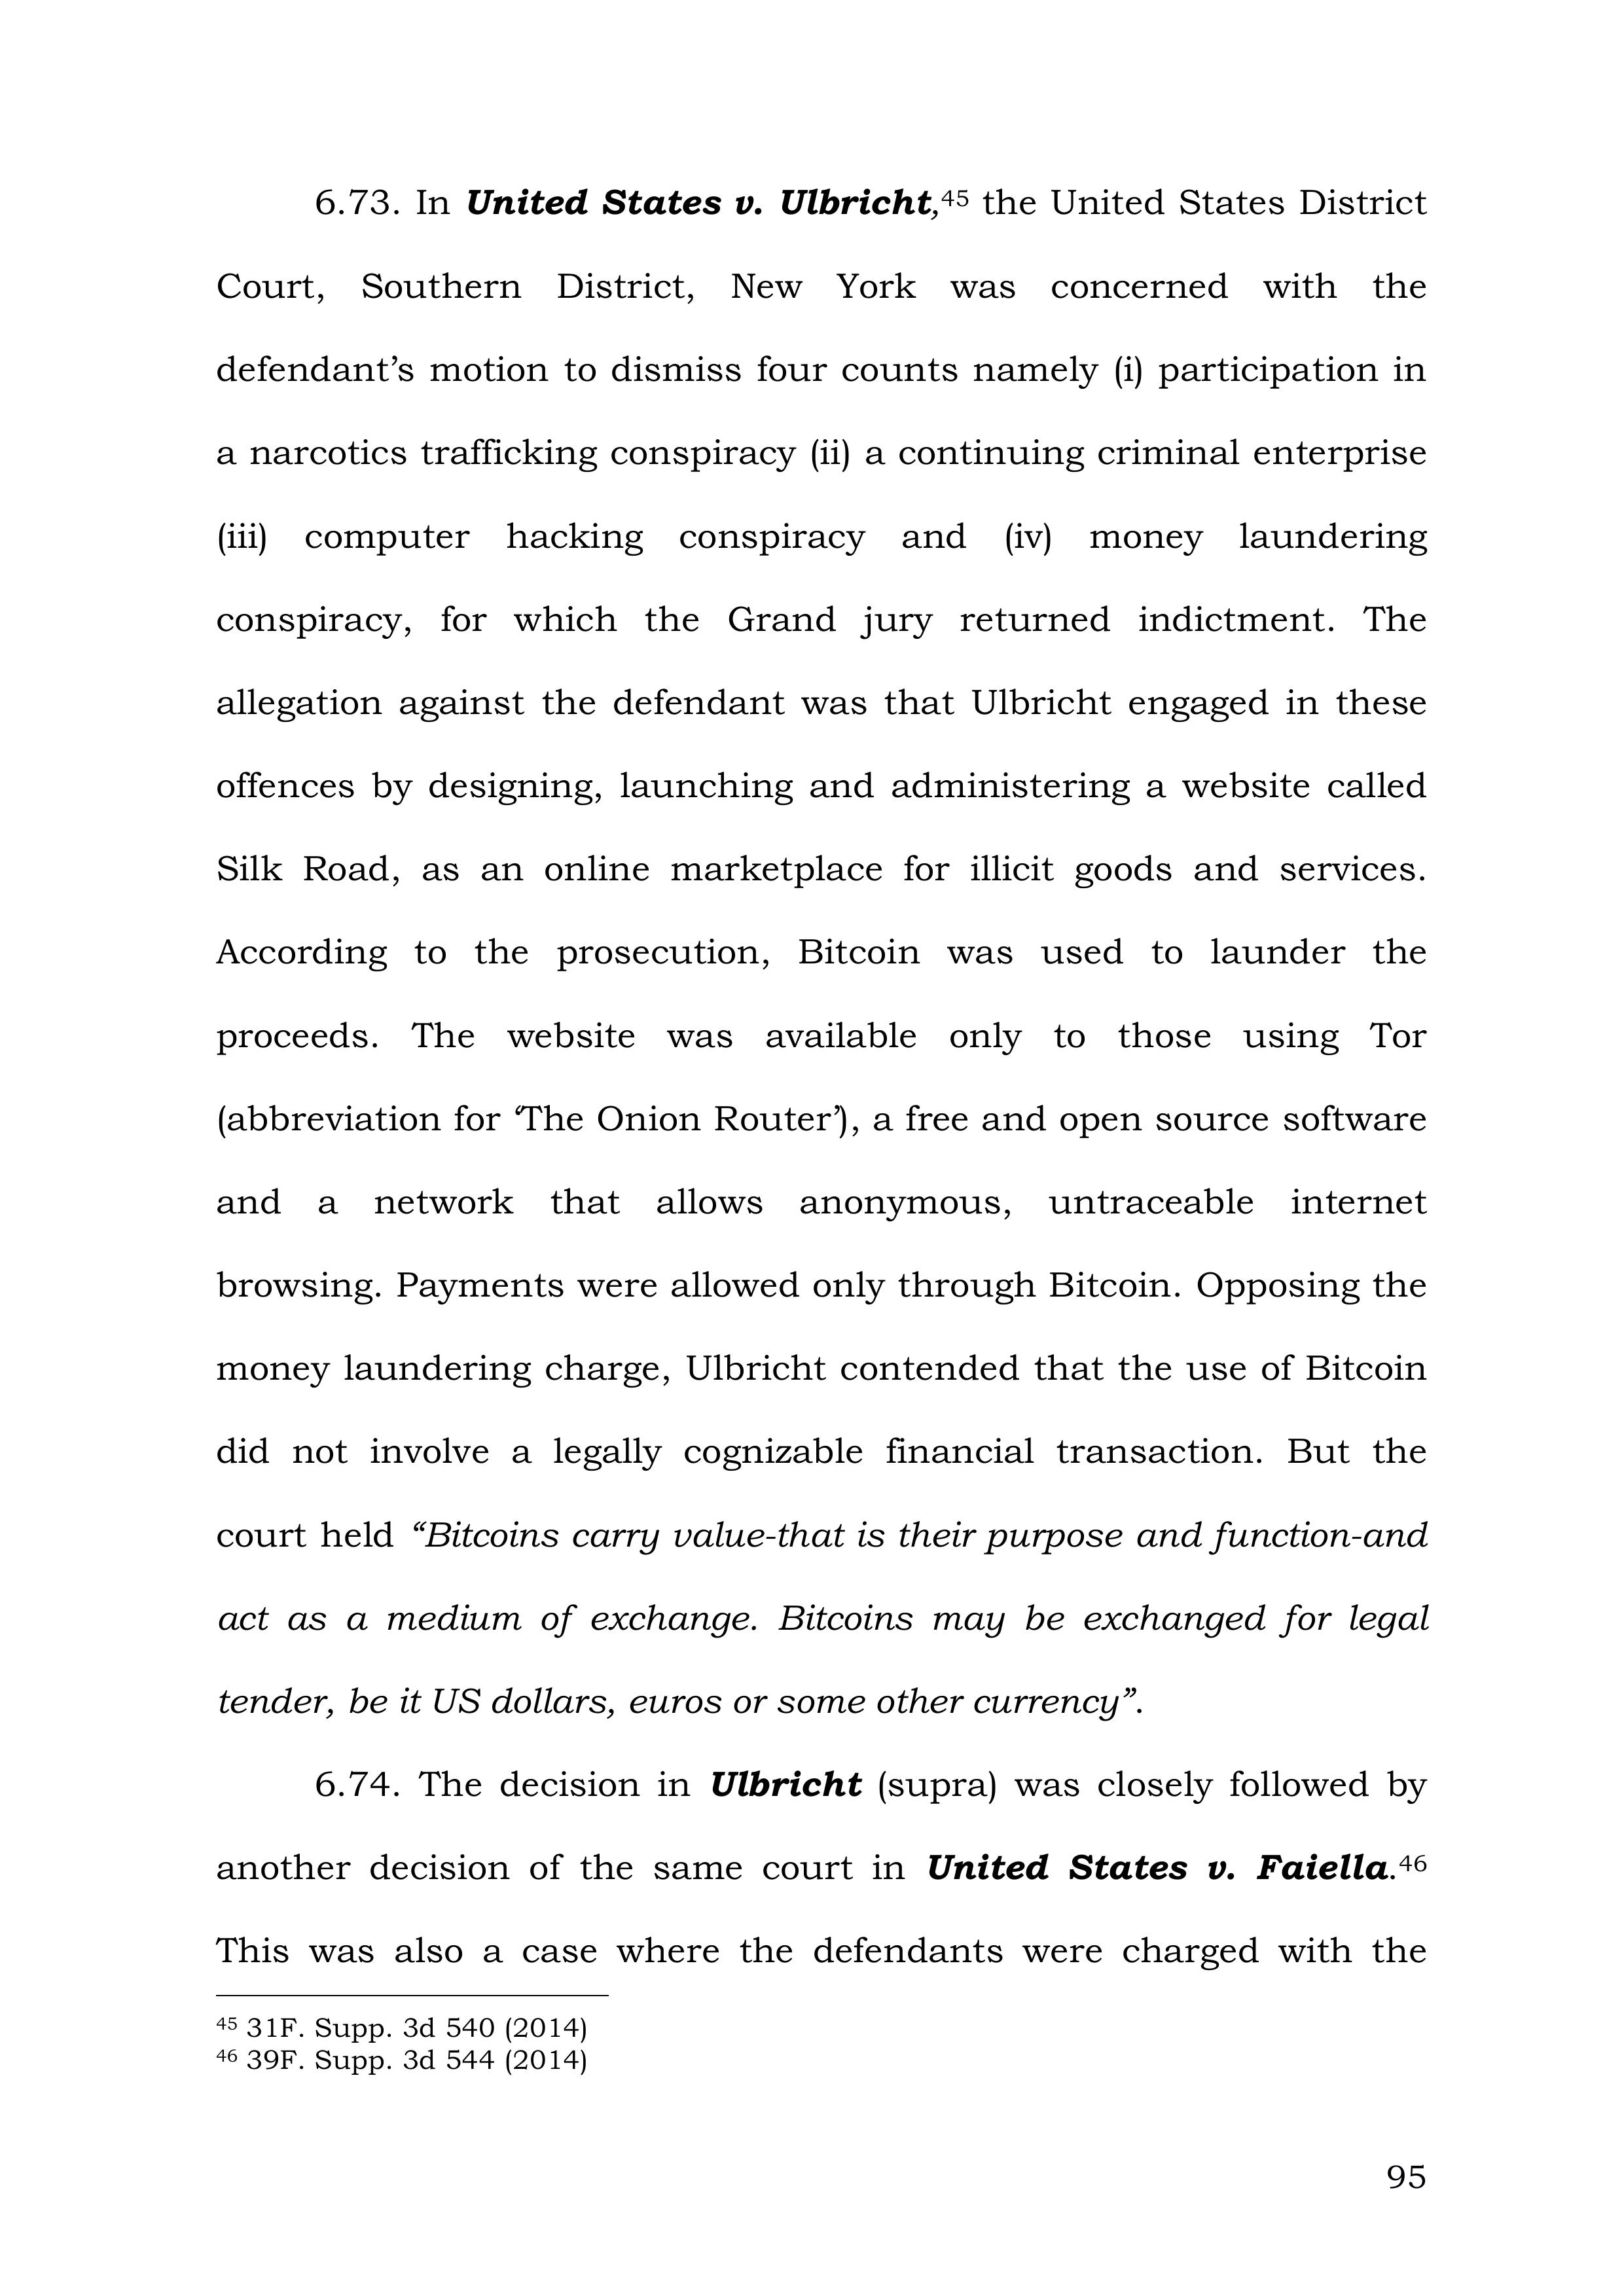 6.73. In United States v. Ulbricht,45 the United States District
Court, Southern District, New York was concerned with the
defendant’s motion to dismiss four counts namely (i) participation in
a narcotics trafficking conspiracy (ii) a continuing criminal enterprise
(iii) computer hacking conspiracy and (iv) money laundering
conspiracy, for which the Grand jury returned indictment. The
allegation against the defendant was that Ulbricht engaged in these
offences by designing, launching and administering a website called
Silk Road, as an online marketplace for illicit goods and services.
According to the prosecution, Bitcoin was used to launder the
proceeds. The website was available only to those using Tor
(abbreviation for ‘The Onion Router’), a free and open source software
and a network that allows anonymous, untraceable internet
browsing. Payments were allowed only through Bitcoin. Opposing the
money laundering charge, Ulbricht contended that the use of Bitcoin
did not involve a legally cognizable financial transaction. But the
court held “Bitcoins carry value-that is their purpose and function-and
act as a medium of exchange. Bitcoins may be exchanged for legal
tender, be it US dollars, euros or some other currency”.
6.74. The decision in Ulbricht (supra) was closely followed by
another decision of the same court in United States v. Faiella.46
This was also a case where the defendants were charged with the
45 31F. Supp. 3d 540 (2014)
46 39F. Supp. 3d 544 (2014)
95